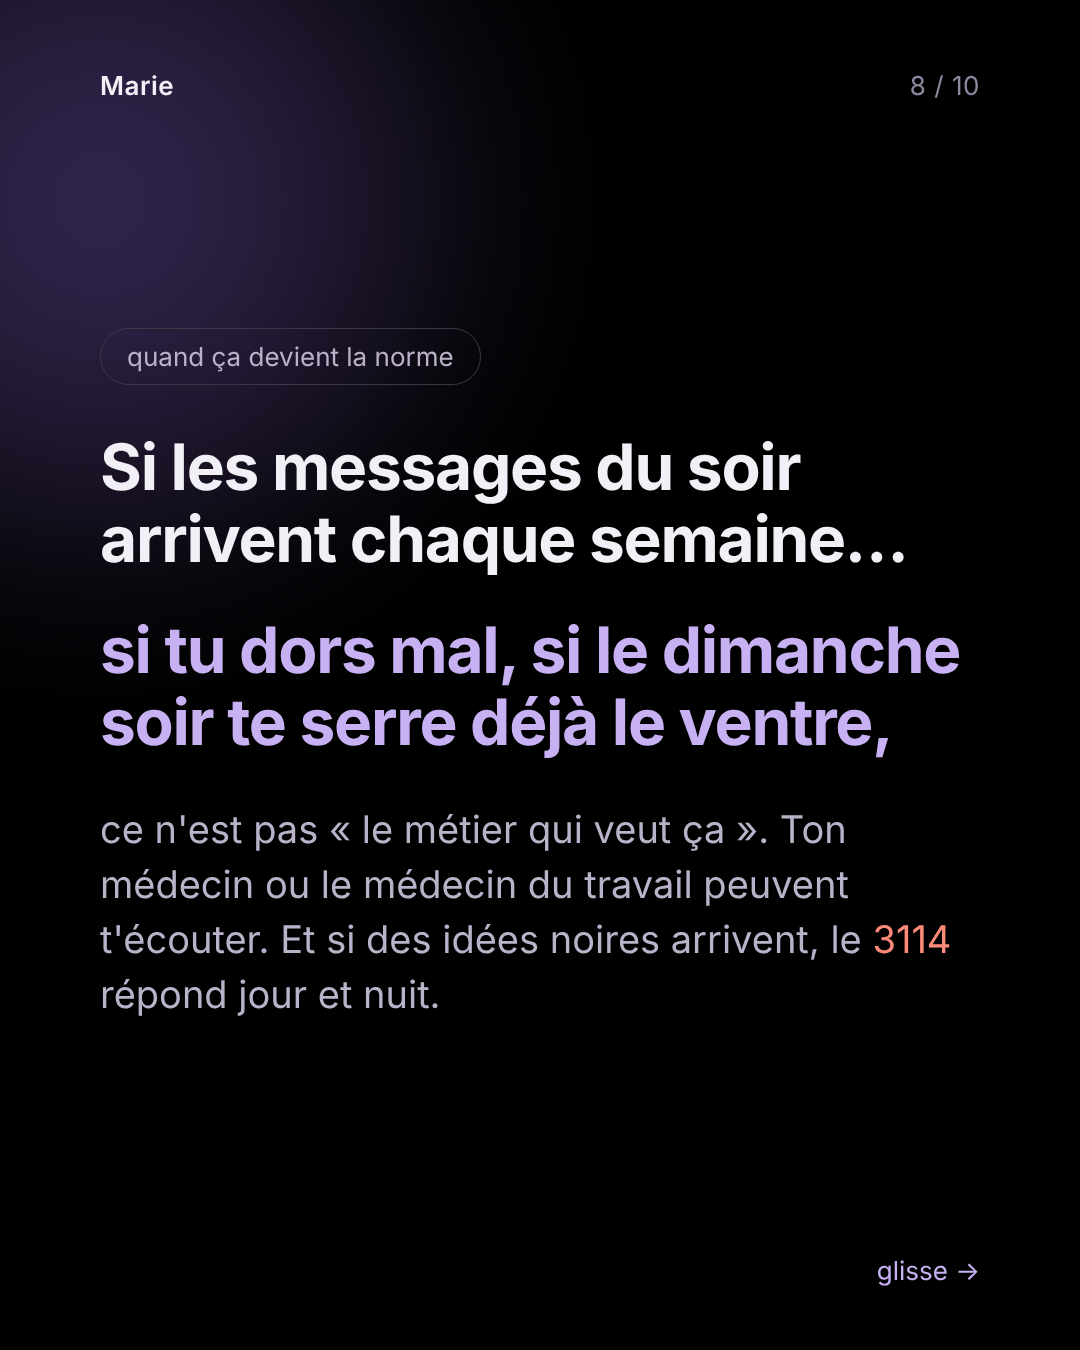 Marie
8 / 10
quand ça devient la norme
Si les messages du soir
arrivent chaque semaine…
si tu dors mal, si le dimanche
soir te serre déjà le ventre,
ce n'est pas « le métier qui veut ça ». Ton
médecin ou le médecin du travail peuvent
t'écouter. Et si des idées noires arrivent, le 3114
répond jour et nuit.
glisse →